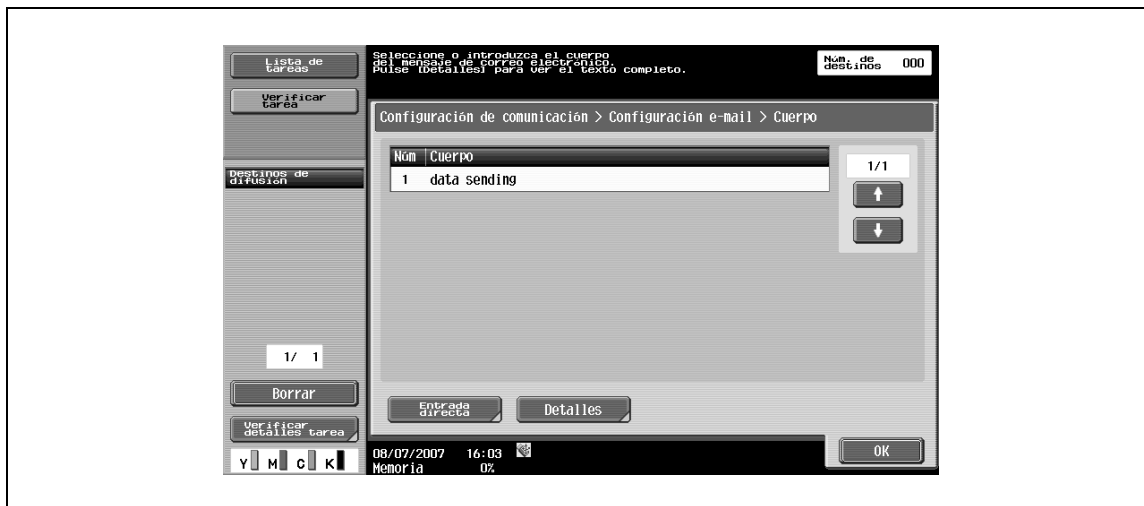 Lista de
tareas
Verificar
tarea
Destinos de
difusión
1/ 1
Borrar
Verificar
detalles tarea
Y M C K
Seleccione o introduzca el cuerpo
del mensaje de correo electrónico.
Pulse [Detalles] para ver el texto completo.
Núm. de
destinos 000
Configuración de comunicación > Configuración e-mail > Cuerpo
Núm Cuerpo
1 data sending
1/1
Entrada
directa
Detalles
08/07/2007 16:03
Memoria 0%
OK